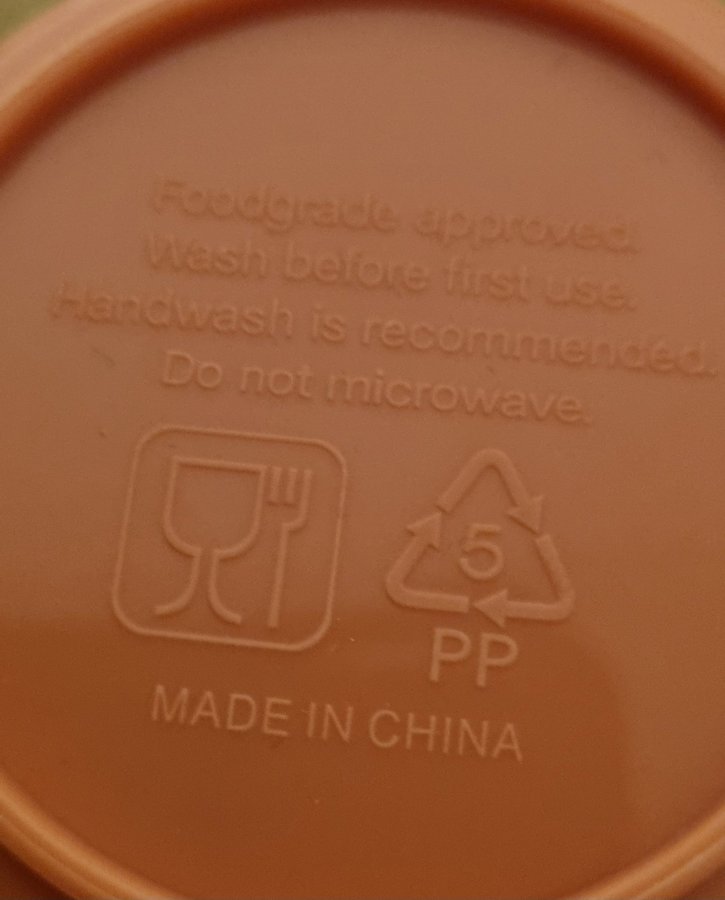 Foodgrade approved.
Wash before first use.
Handwash is recommended.
Do not microwave.
5
PP
MADE IN CHINA